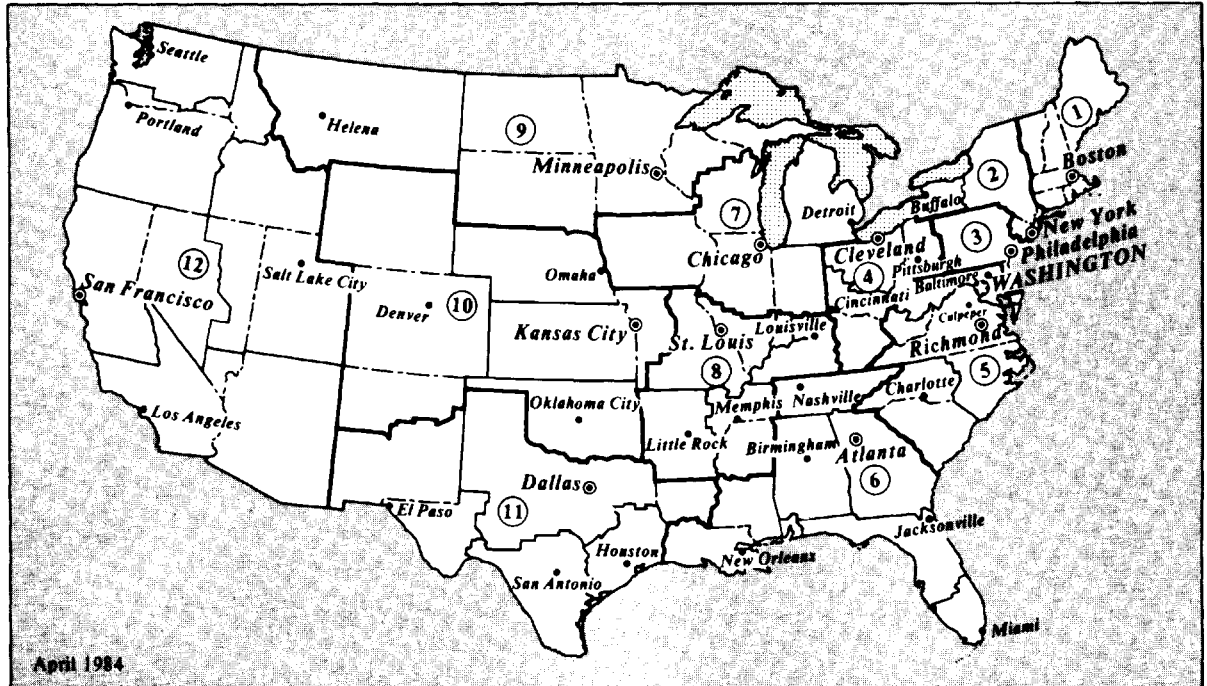 Seattle
Portland
Helena
9
Minneapolis
1
Boston
2
Buffalo
Detroit
7
New York
Philadelphia
3
Cleveland
Chicago
Pittsburgh
WASHINGTON
4
Baltimore
Cincinnati
Culpeper
12
Salt Lake City
San Francisco
Omaha
Denver
10
Kansas City
St. Louis
Louisville
Richmond
8
5
Charlotte
Los Angeles
Oklahoma City
Memphis
Nashville
Little Rock
Birmingham
Atlanta
6
Dallas
11
El Paso
Jacksonville
Houston
New Orleans
San Antonio
Miami
April 1984